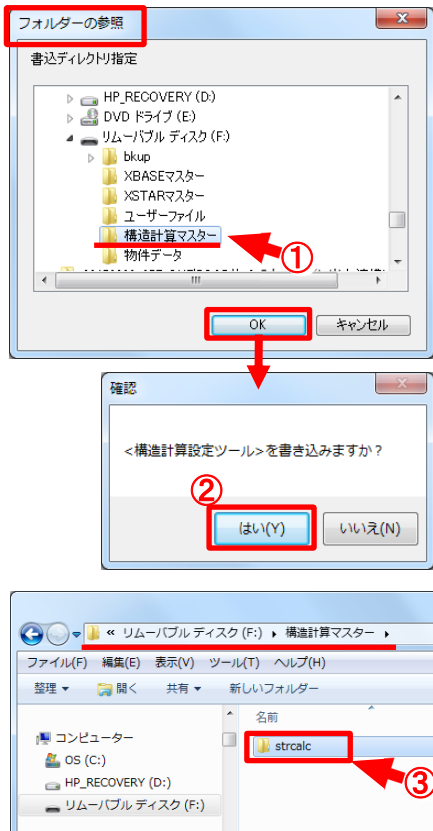 フォルダーの参照
書込ディレクトリ指定
HP_RECOVERY (D:)
DVD ドライブ (E:)
リムーバブル ディスク (F:)
bkup
XBASEマスター
XSTARマスター
ユーザーファイル
構造計算マスター
①
物件データ
OK
キャンセル
確認
<構造計算設定ツール>を書き込みますか？
②
はい(Y)
いいえ(N)
« リムーバブル ディスク (F:) 構造計算マスター
ファイル(F) 編集(E) 表示(V) ツール(T) ヘルプ(H)
整理 開く 共有 新しいフォルダー
名前
コンピューター
strcalc
OS (C:)
③
HP_RECOVERY (D:)
リムーバブル ディスク (F:)